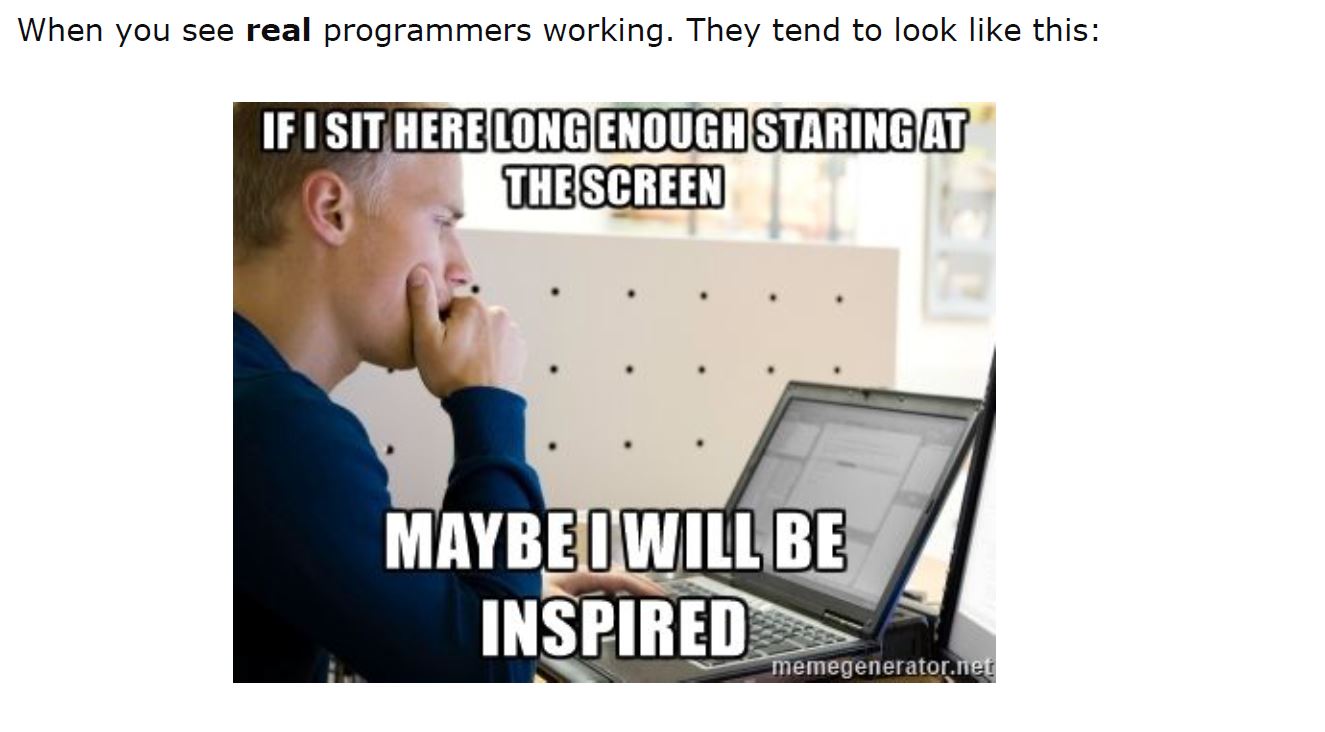 When you see real programmers working. They tend to look like this:
IF I SIT HERE LONG ENOUGH STARING AT
THE SCREEN
MAYBE I WILL BE
INSPIRED
memegenerator.net